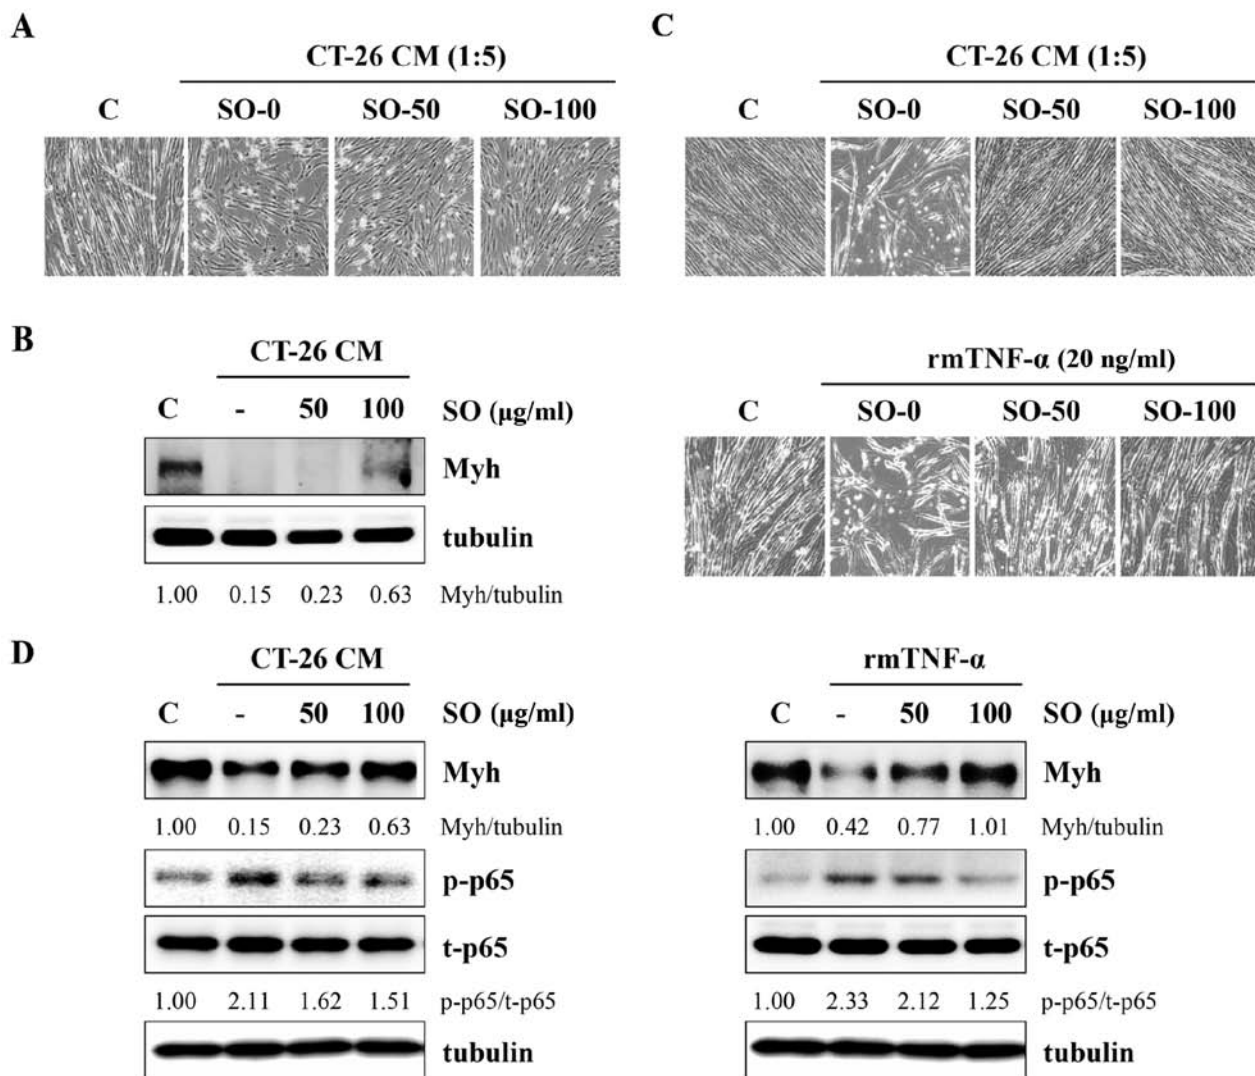 A
CT-26 CM (1:5)
C SO-0 SO-50 SO-100
C
CT-26 CM (1:5)
C SO-0 SO-50 SO-100
B
CT-26 CM
C - 50 100 SO (μg/ml)
Myh
tubulin
1.00 0.15 0.23 0.63 Myh/tubulin
rmTNF-α (20 ng/ml)
C SO-0 SO-50 SO-100
D
CT-26 CM
C - 50 100 SO (μg/ml)
Myh
1.00 0.15 0.23 0.63 Myh/tubulin
p-p65
t-p65
1.00 2.11 1.62 1.51 p-p65/t-p65
tubulin
rmTNF-α
C - 50 100 SO (μg/ml)
Myh
1.00 0.42 0.77 1.01 Myh/tubulin
p-p65
t-p65
1.00 2.33 2.12 1.25 p-p65/t-p65
tubulin